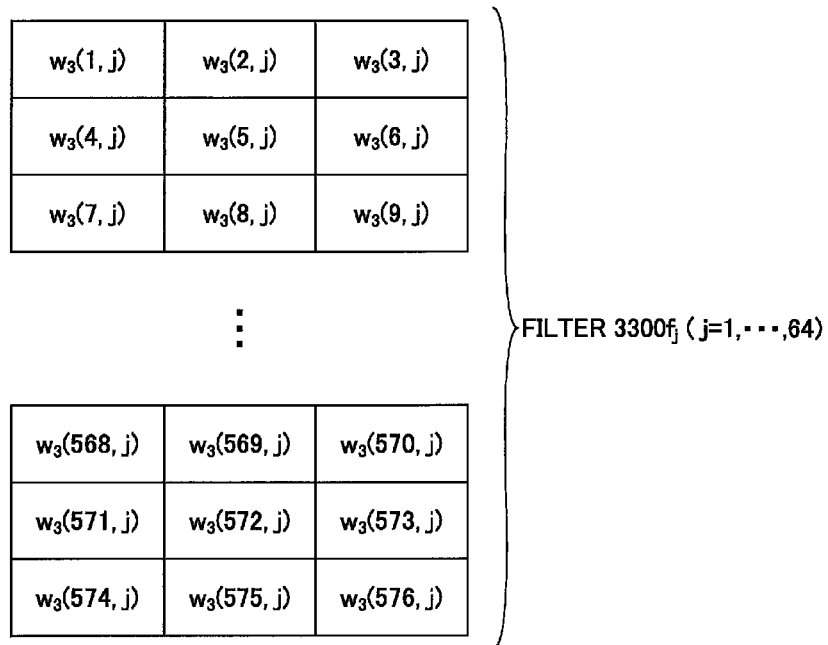 w₃(1, j) w₃(2, j) w₃(3, j)
w₃(4, j) w₃(5, j) w₃(6, j)
w₃(7, j) w₃(8, j) w₃(9, j)
⋮
FILTER 3300fⱼ ( j=1,･･･,64)
w₃(568, j) w₃(569, j) w₃(570, j)
w₃(571, j) w₃(572, j) w₃(573, j)
w₃(574, j) w₃(575, j) w₃(576, j)